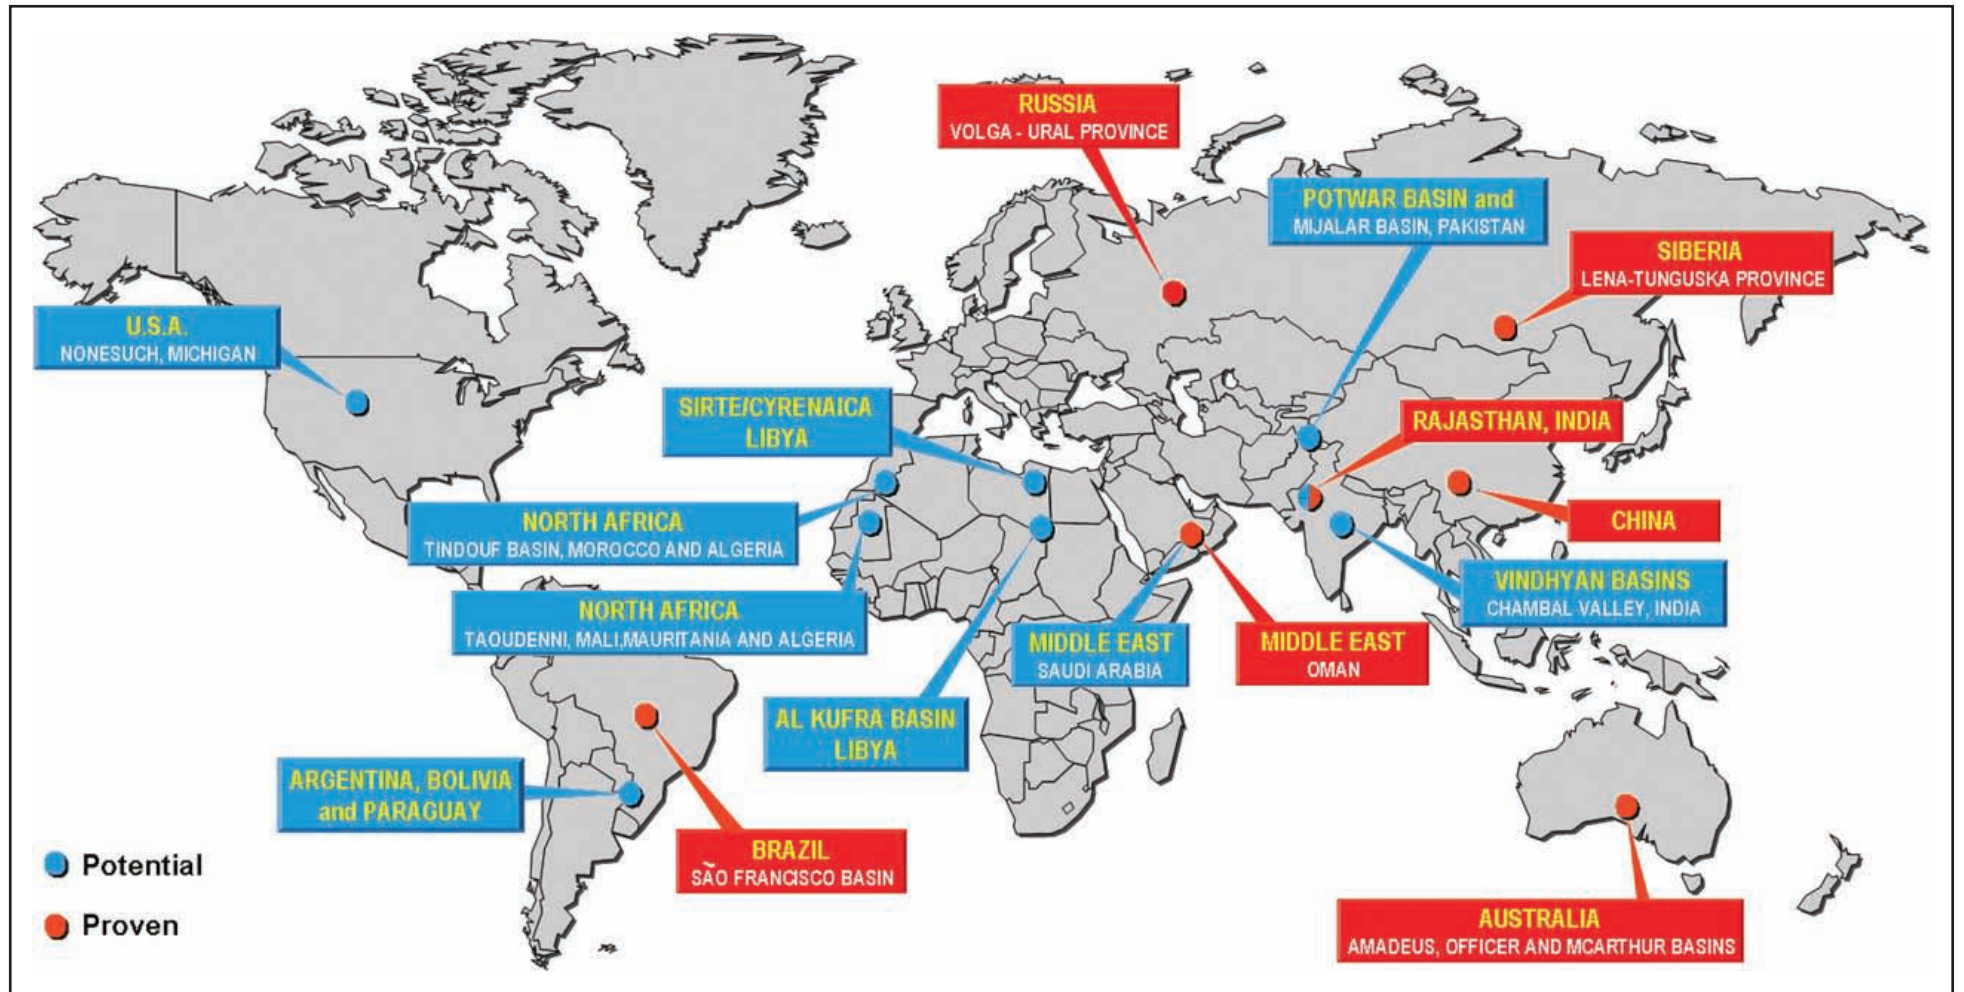 RUSSIA
VOLGA - URAL PROVINCE
POTWAR BASIN and
MIJALAR BASIN, PAKISTAN
SIBERIA
LENA-TUNGUSKA PROVINCE
U.S.A.
NONESUCH, MICHIGAN
SIRTE/CYRENAICA
LIBYA
RAJASTHAN, INDIA
NORTH AFRICA
TINDOUF BASIN, MOROCCO AND ALGERIA
CHINA
VINDHYAN BASINS
CHAMBAL VALLEY, INDIA
NORTH AFRICA
TAOUDENNI, MALI,MAURITANIA AND ALGERIA
MIDDLE EAST
SAUDI ARABIA
MIDDLE EAST
OMAN
AL KUFRA BASIN
LIBYA
ARGENTINA, BOLIVIA
and PARAGUAY
BRAZIL
SÃO FRANCISCO BASIN
Potential
Proven
AUSTRALIA
AMADEUS, OFFICER AND MCARTHUR BASINS